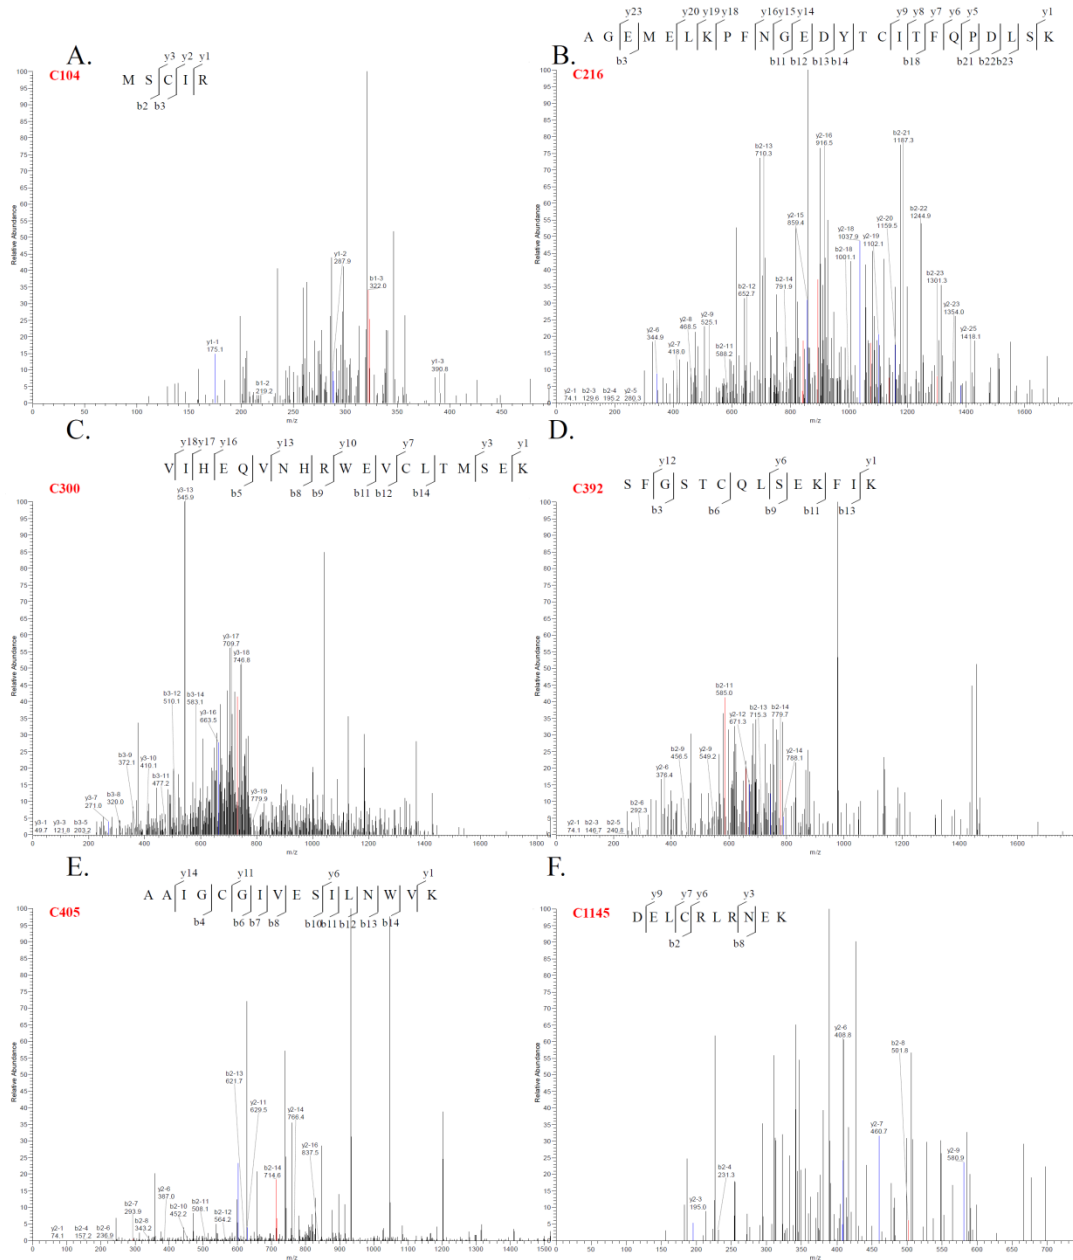 A.
C104
y3 y2 y1
M S C I R
b2 b3
y1-1
175.1
b1-2
219.2
y1-2
287.9
b1-3
322.0
y1-3
390.8
Relative Abundance
m/z
B.
C216
y23 y20 y19 y18 y16 y15 y14 y9 y8 y7 y6 y5 y1
A G E M E L K P F N G E D Y T C I T F Q P D L S K
b3 b11 b12 b13 b14 b18 b21 b22 b23
y2-1
74.1
b2-3
129.6
b2-4
195.2
y2-5
280.3
y2-6
344.9
y2-7
418.0
y2-8
468.5
y2-9
525.1
b2-11
588.2
b2-12
652.7
b2-13
710.3
b2-14
791.9
y2-15
859.4
y2-16
916.5
b2-18
1001.1
y2-18
1037.9
y2-19
1102.1
y2-20
1159.5
b2-21
1187.3
b2-22
1244.9
b2-23
1301.3
y2-23
1354.0
y2-25
1418.1
Relative Abundance
m/z
C.
C300
y18 y17 y16 y13 y10 y7 y3 y1
V I H E Q V N H R W E V C L T M S E K
b5 b8 b9 b11 b12 b14
y3-1
49.7
y3-3
121.8
b3-5
203.2
y3-7
271.0
b3-8
320.0
b3-9
372.1
y3-10
410.1
b3-11
477.2
b3-12
510.1
y3-13
545.9
b3-14
583.1
y3-16
663.5
y3-17
709.7
y3-18
746.8
y3-19
779.9
Relative Abundance
m/z
D.
C392
y12 y6 y1
S F G S T C Q L S E K F I K
b3 b6 b9 b11 b13
y2-1
74.1
b2-3
146.7
b2-5
240.8
b2-6
292.3
y2-6
376.4
b2-9
456.5
y2-9
549.2
b2-11
585.0
y2-12
671.3
b2-13
715.3
b2-14
779.7
y2-14
788.1
Relative Abundance
m/z
E.
C405
y14 y11 y6 y1
A A I G C G I V E S I L N W V K
b4 b6 b7 b8 b10 b11 b12 b13 b14
y2-1
74.1
b2-4
157.2
b2-6
236.9
b2-7
293.9
b2-8
343.2
y2-6
387.0
b2-10
452.2
b2-11
508.1
b2-12
564.2
b2-13
621.7
y2-11
629.5
b2-14
714.8
y2-14
766.4
y2-16
837.5
Relative Abundance
m/z
F.
C1145
y9 y7 y6 y3
D E L C R L R N E K
b2 b8
y2-3
195.0
b2-4
231.3
y2-6
408.8
y2-7
460.7
b2-8
501.8
y2-9
580.9
Relative Abundance
m/z